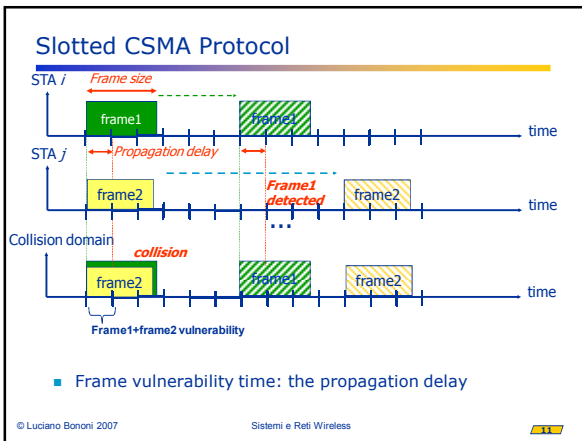 Slotted CSMA Protocol
STA i
Frame size
frame1
frame1
time
Propagation delay
STA j
frame2
Frame1
detected
frame2
time
...
Collision domain
collision
frame2
frame1
frame2
time
Frame1+frame2 vulnerability
Frame vulnerability time: the propagation delay
© Luciano Bononi 2007
Sistemi e Reti Wireless
11